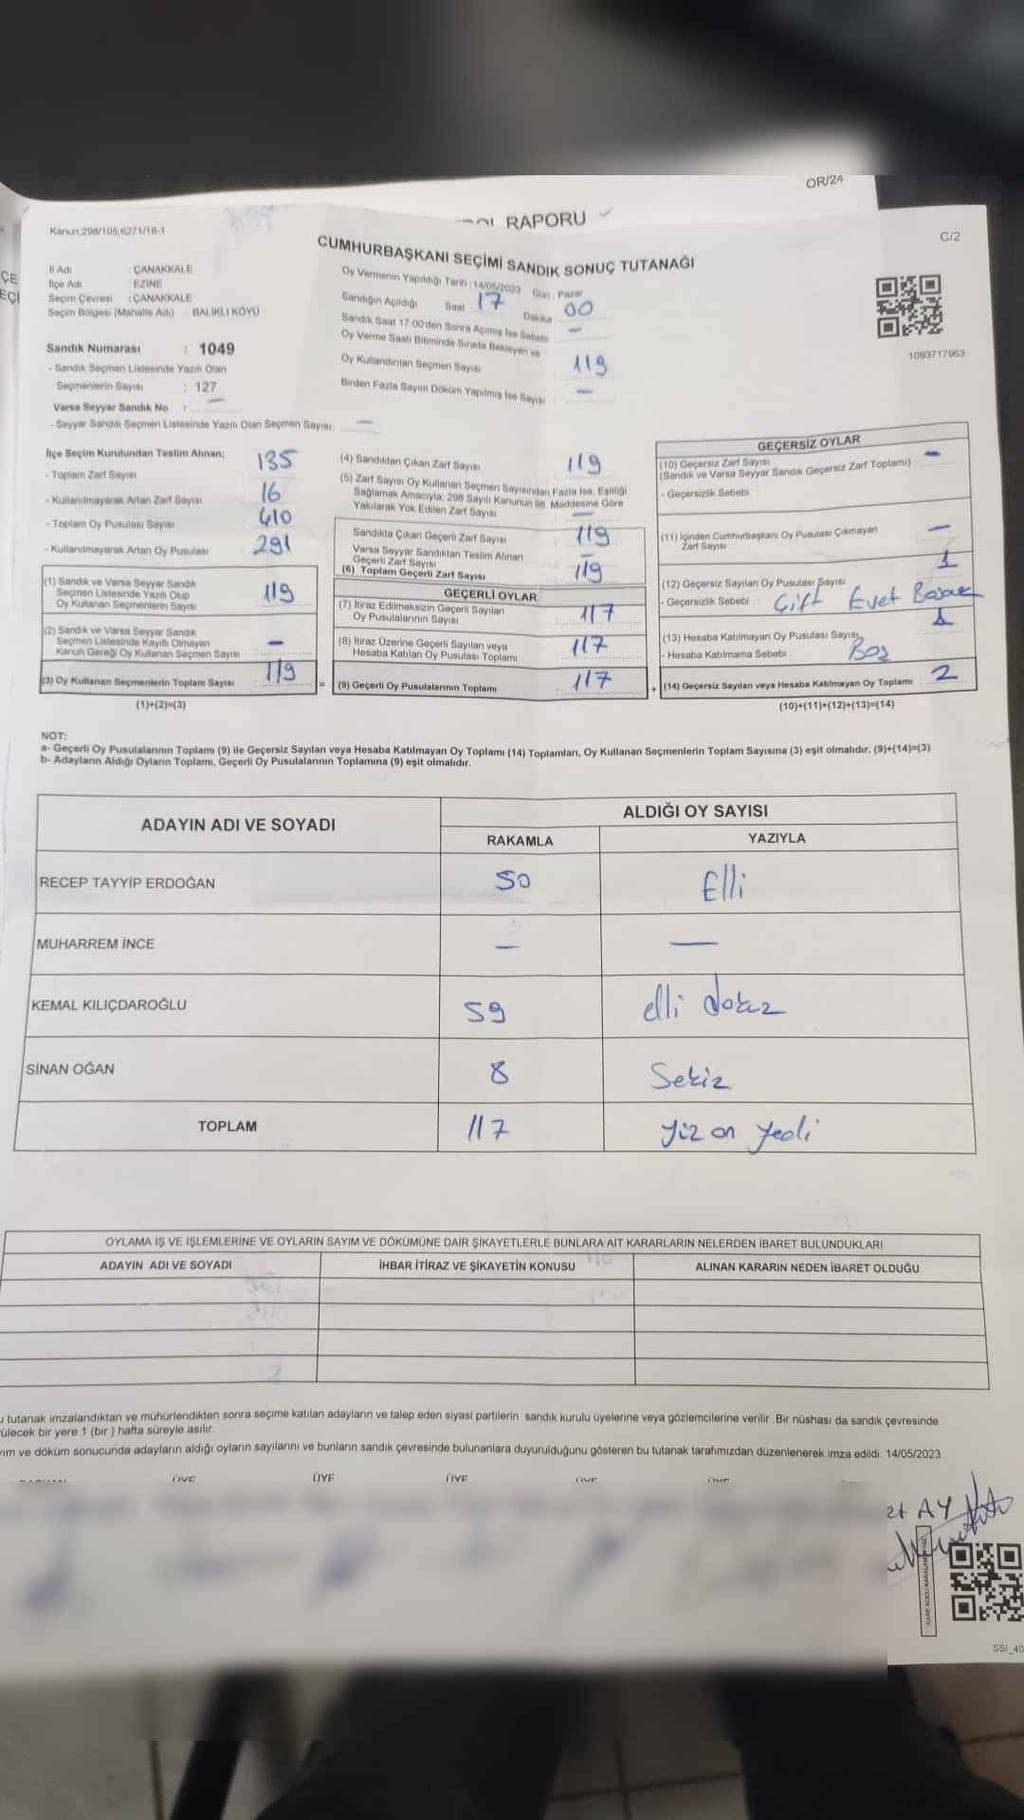 OR/24
RAPORU
Kanun:298/105,6271/18-1
C/2
CUMHURBAŞKANI SEÇİMİ SANDIK SONUÇ TUTANAĞI
İl Adı : ÇANAKKALE
İlçe Adı : EZİNE
Seçim Çevresi : ÇANAKKALE
Seçim Bölgesi (Mahalle Adı) : BALIKLI KÖYÜ
Sandık Numarası : 1049
- Sandık Seçmen Listesinde Yazılı Olan
Seçmenlerin Sayısı : 127
Varsa Seyyar Sandık No : —
- Seyyar Sandık Seçmen Listesinde Yazılı Olan Seçmen Sayısı —
Oy Vermenin Yapıldığı Tarih : 14/05/2023 Gün : Pazar
Sandığın Açıldığı Saat 17 Dakika 00
Sandık Saat 17:00'den Sonra Açılmış İse Sebebi —
Oy Verme Saati Bitiminde Sırada Bekleyen ve
Oy Kullandırılan Seçmen Sayısı 119
Birden Fazla Sayım Döküm Yapılmış İse Sayısı —
1093717963
İlçe Seçim Kurulundan Teslim Alınan;
- Toplam Zarf Sayısı 135
- Kullanılmayarak Artan Zarf Sayısı 16
- Toplam Oy Pusulası Sayısı 410
- Kullanılmayarak Artan Oy Pusulası 291
(1) Sandık ve Varsa Seyyar Sandık
Seçmen Listesinde Yazılı Olup
Oy Kullanan Seçmenlerin Sayısı 119
(2) Sandık ve Varsa Seyyar Sandık
Seçmen Listesinde Kayıtlı Olmayan
Kanun Gereği Oy Kullanan Seçmen Sayısı —
(3) Oy Kullanan Seçmenlerin Toplam Sayısı 119
(1)+(2)=(3)
(4) Sandıktan Çıkan Zarf Sayısı 119
(5) Zarf Sayısı Oy Kullanan Seçmen Sayısından Fazla İse, Eşitliği
Sağlamak Amacıyla; 298 Sayılı Kanunun 98. Maddesine Göre
Yakılarak Yok Edilen Zarf Sayısı —
Sandıkta Çıkan Geçerli Zarf Sayısı 119
Varsa Seyyar Sandıktan Teslim Alınan
Geçerli Zarf Sayısı —
(6) Toplam Geçerli Zarf Sayısı 119
GEÇERLİ OYLAR
(7) İtiraz Edilmeksizin Geçerli Sayılan
Oy Pusulalarının Sayısı 117
(8) İtiraz Üzerine Geçerli Sayılan veya
Hesaba Katılan Oy Pusulası Toplamı 117
= (9) Geçerli Oy Pusulalarının Toplamı 117
GEÇERSİZ OYLAR
(10) Geçersiz Zarf Sayısı —
(Sandık ve Varsa Seyyar Sandık Geçersiz Zarf Toplamı)
- Geçersizlik Sebebi
(11) İçinden Cumhurbaşkanı Oy Pusulası Çıkmayan
Zarf Sayısı —
(12) Geçersiz Sayılan Oy Pusulası Sayısı 1
- Geçersizlik Sebebi : Çift Evet
(13) Hesaba Katılmayan Oy Pusulası Sayısı 1
- Hesaba Katılmama Sebebi Boş
+ (14) Geçersiz Sayılan veya Hesaba Katılmayan Oy Toplamı 2
(10)+(11)+(12)+(13)=(14)
NOT:
a- Geçerli Oy Pusulalarının Toplamı (9) ile Geçersiz Sayılan veya Hesaba Katılmayan Oy Toplamı (14) Toplamları, Oy Kullanan Seçmenlerin Toplam Sayısına (3) eşit olmalıdır. (9)+(14)=(3)
b- Adayların Aldığı Oyların Toplamı, Geçerli Oy Pusulalarının Toplamına (9) eşit olmalıdır.
ADAYIN ADI VE SOYADI
ALDIĞI OY SAYISI
RAKAMLA YAZIYLA
RECEP TAYYİP ERDOĞAN 50 Elli
MUHARREM İNCE — —
KEMAL KILIÇDAROĞLU 59 elli dokuz
SİNAN OĞAN 8 Sekiz
TOPLAM 117 yüz on yedi
OYLAMA İŞ VE İŞLEMLERİNE VE OYLARIN SAYIM VE DÖKÜMÜNE DAİR ŞİKAYETLERLE BUNLARA AİT KARARLARIN NELERDEN İBARET BULUNDUKLARI
ADAYIN ADI VE SOYADI İHBAR İTİRAZ VE ŞİKAYETİN KONUSU ALINAN KARARIN NEDEN İBARET OLDUĞU
tutanak imzalandıktan ve mühürlendikten sonra seçime katılan adayların ve talep eden siyasi partilerin sandık kurulu üyelerine veya gözlemcilerine verilir. Bir nüshası da sandık çevresinde
ülecek bir yere 1 (bir ) hafta süreyle asılır.
yım ve döküm sonucunda adayların aldığı oyların sayılarını ve bunların sandık çevresinde bulunanlara duyurulduğunu gösteren bu tutanak tarafımızdan düzenlenerek imza edildi. 14/05/2023
ÜYE ÜYE ÜYE ÜYE ÜYE
et AY
SSI_40